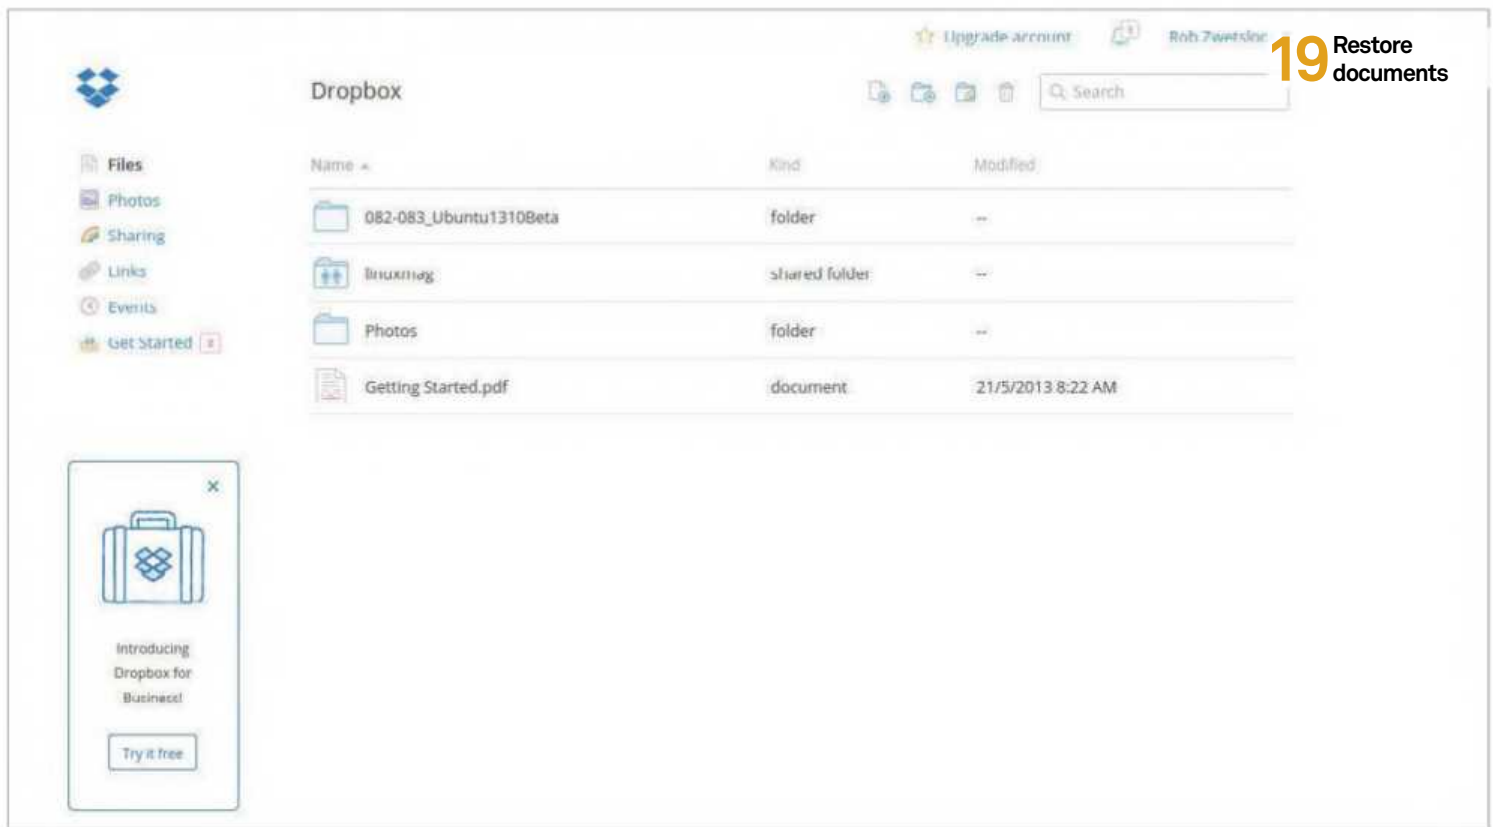 Upgrade account
Rob Zwetsloo
19 Restore
documents
Dropbox
Search
Files
Photos
Sharing
Links
Events
Get Started
Name Kind Modified
082-083_Ubuntu1310Beta folder --
linuxmag shared folder --
Photos folder --
Getting Started.pdf document 21/5/2013 8:22 AM
Introducing
Dropbox for
Business!
Try it free